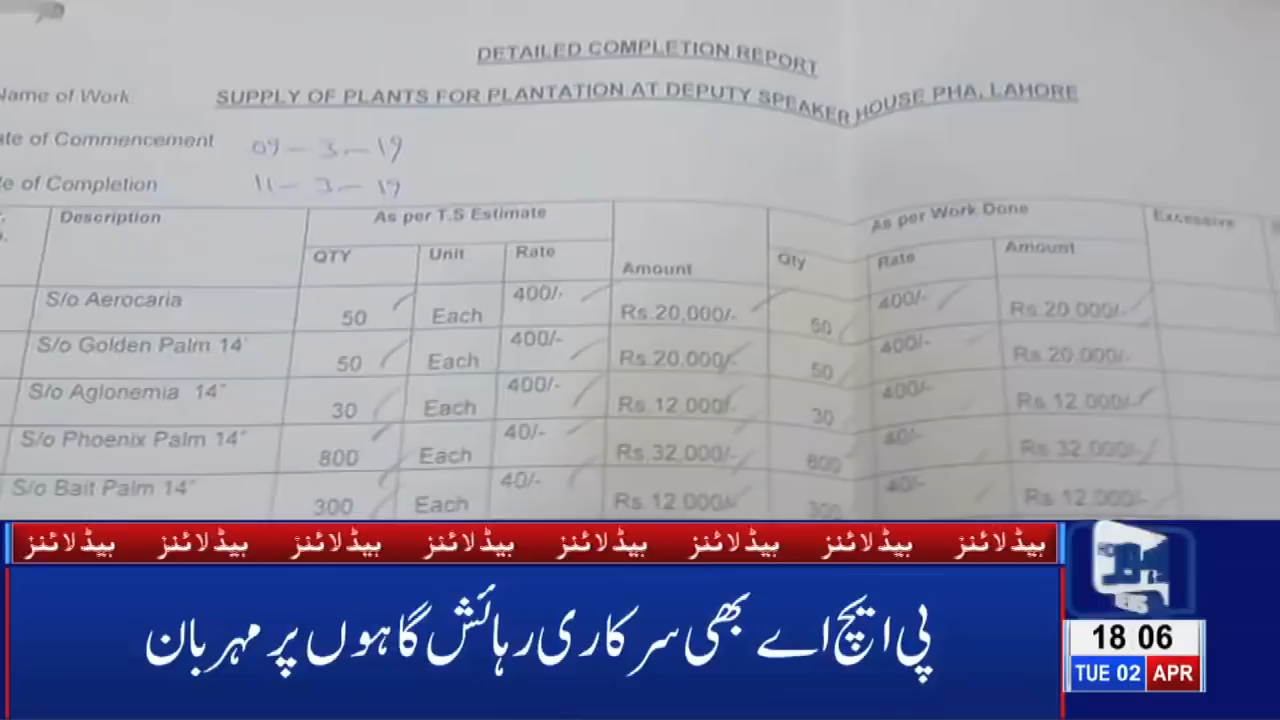 DETAILED COMPLETION REPORT
Name of Work SUPPLY OF PLANTS FOR PLANTATION AT DEPUTY SPEAKER HOUSE PHA, LAHORE
ate of Commencement 09-3-19
te of Completion 11-3-19
Description As per T.S Estimate As per Work Done Excessive
QTY Unit Rate Amount Qty Rate Amount
S/o Aerocaria 50 Each 400/- Rs.20,000/- 50 400/- Rs.20,000/-
S/o Golden Palm 14" 50 Each 400/- Rs.20,000/- 50 400/- Rs.20,000/-
S/o Aglonemia 14" 30 Each 400/- Rs.12,000/- 30 400/- Rs.12,000/-
S/o Phoenix Palm 14" 800 Each 40/- Rs.32,000/- 800 40/- Rs.32,000/-
S/o Bait Palm 14" 300 Each 40/- Rs.12,000/- 300 40/- Rs.12,000/-
ہیڈلائنز ہیڈلائنز ہیڈلائنز ہیڈلائنز ہیڈلائنز ہیڈلائنز ہیڈلائنز ہیڈلائنز
پی ایچ اے بھی سرکاری رہائش گاہوں پر مہربان
NEWS
18 06
TUE 02 APR